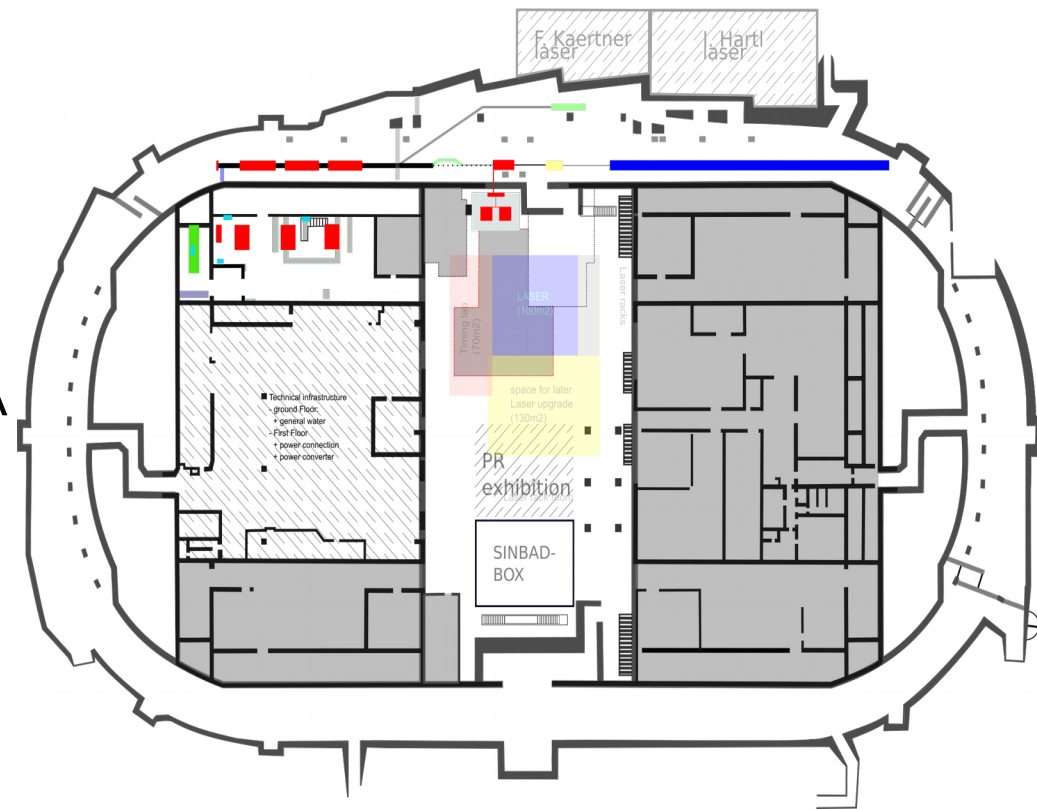 F. Kaertner
laser
J. Hartl
laser
LASER
(100m2)
Laser racks
Timing lab
(70m2)
space for later
Laser upgrade
(130m2)
Technical infrastructure
- ground Floor:
+ general water
- First Floor
+ power connection
+ power converter
A
PR
exhibition
SINBAD-
BOX